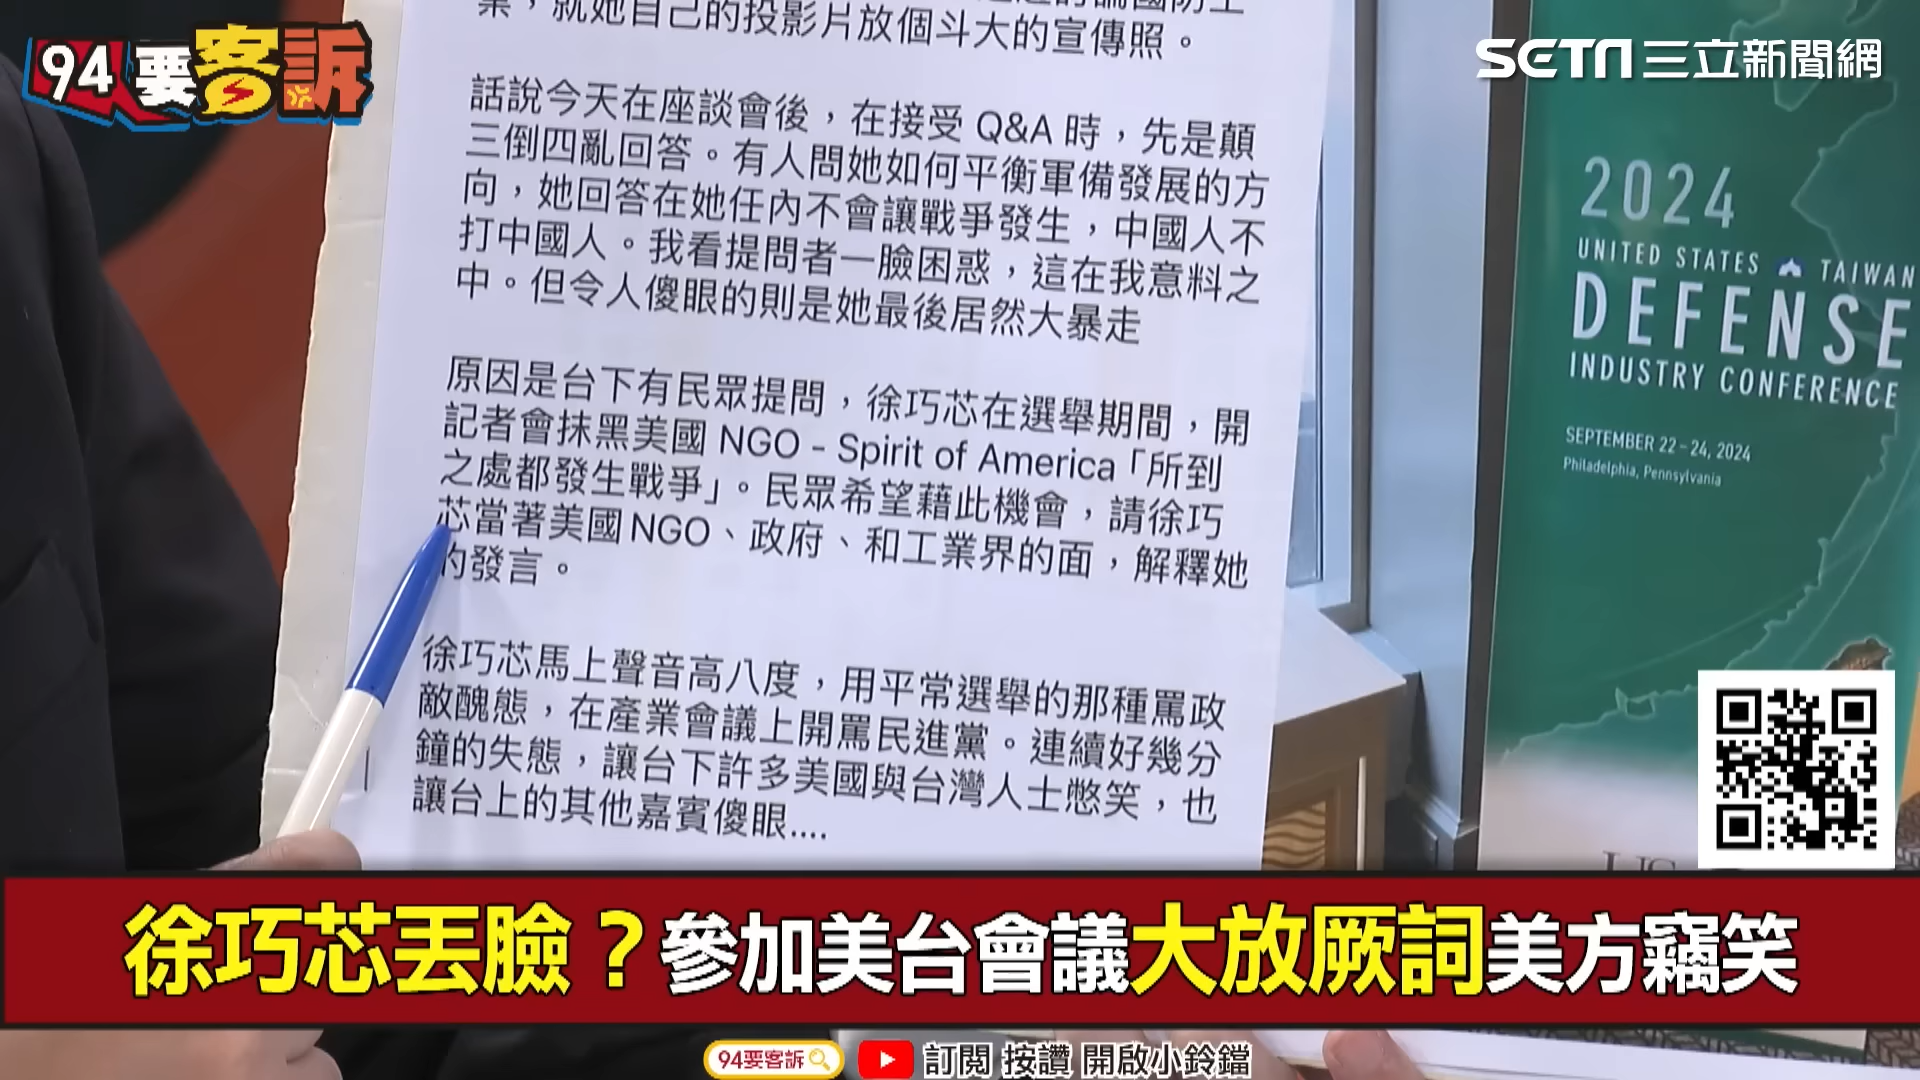 94要客訴
SETN三立新聞網
業，就她自己的投影片放個斗大的宣傳照。
話說今天在座談會後，在接受 Q&A 時，先是顛
三倒四亂回答。有人問她如何平衡軍備發展的方
向，她回答在她任內不會讓戰爭發生，中國人不
打中國人。我看提問者一臉困惑，這在我意料之
中。但令人傻眼的則是她最後居然大暴走
原因是台下有民眾提問，徐巧芯在選舉期間，開
記者會抹黑美國 NGO - Spirit of America「所到
之處都發生戰爭」。民眾希望藉此機會，請徐巧
芯當著美國NGO、政府、和工業界的面，解釋她
的發言。
徐巧芯馬上聲音高八度，用平常選舉的那種罵政
敵醜態，在產業會議上開罵民進黨。連續好幾分
鐘的失態，讓台下許多美國與台灣人士憋笑，也
讓台上的其他嘉賓傻眼....
2024
UNITED STATES TAIWAN
DEFENSE
INDUSTRY CONFERENCE
SEPTEMBER 22-24, 2024
Philadelphia, Pennsylvania
徐巧芯丟臉？參加美台會議大放厥詞美方竊笑
94要客訴
訂閱 按讚 開啟小鈴鐺